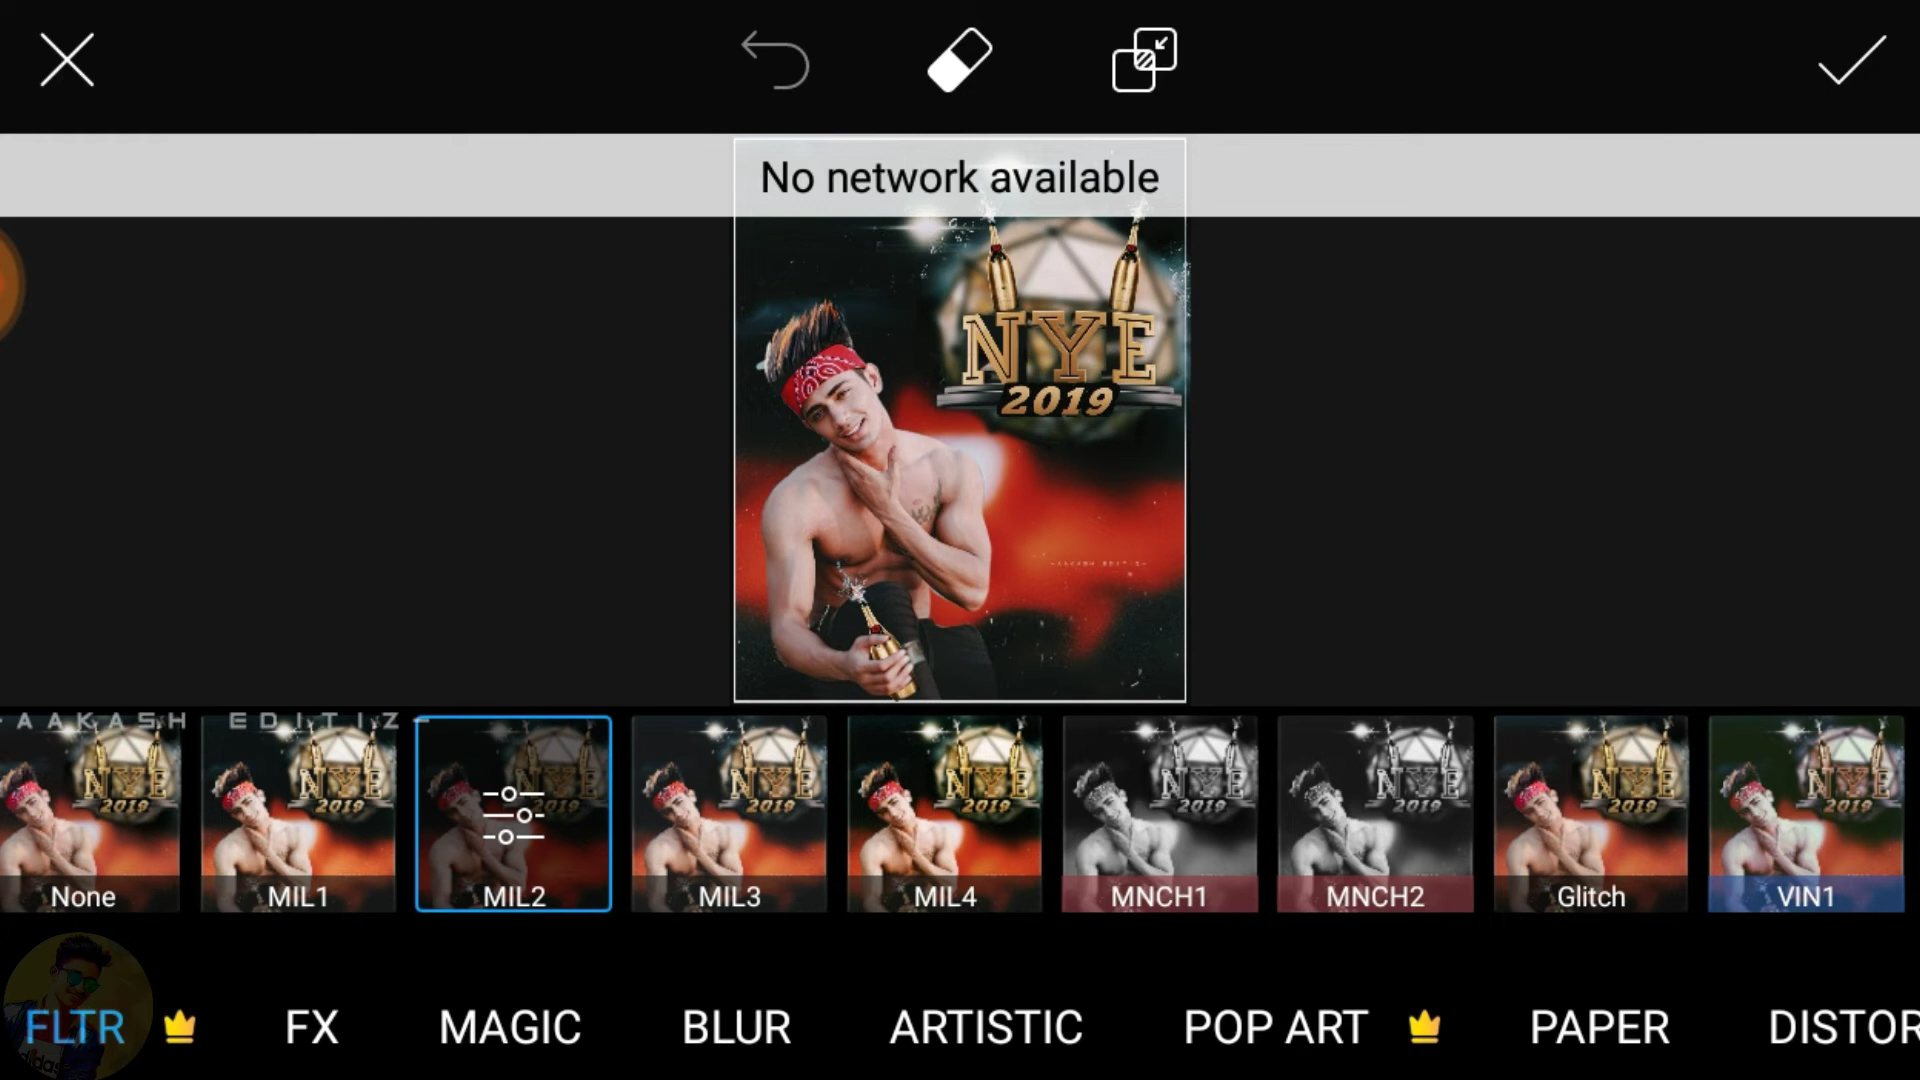 No network available
NYE
2019
-AAKASH EDITIZ-
None
MIL1
MIL2
MIL3
MIL4
MNCH1
MNCH2
Glitch
VIN1
FLTR
FX
MAGIC
BLUR
ARTISTIC
POP ART
PAPER
DISTOR